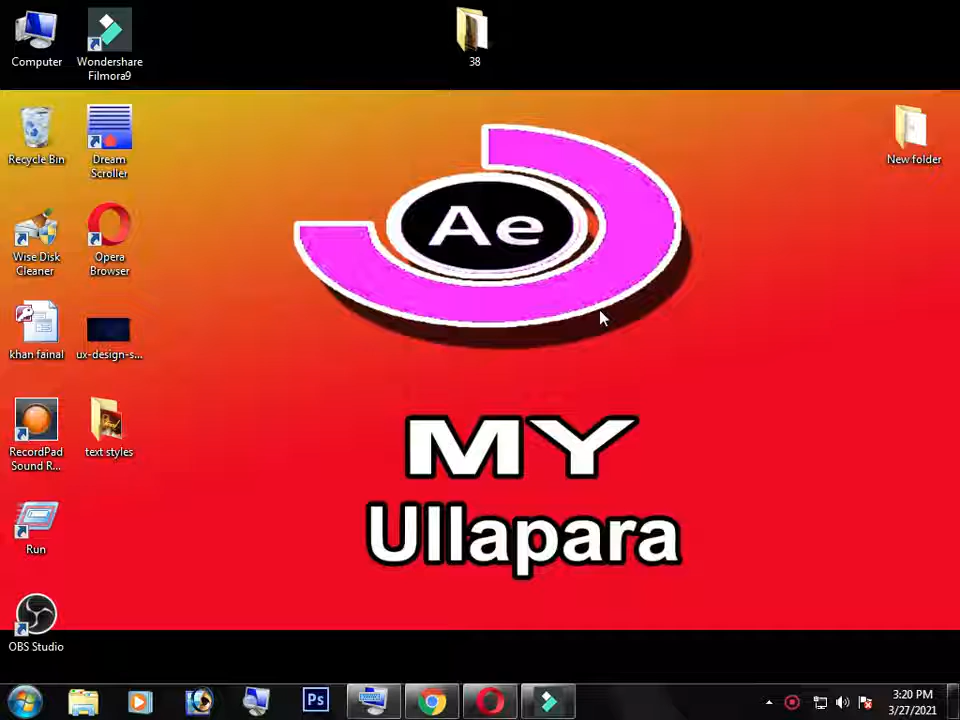 Computer
Wondershare
Filmora9
38
Recycle Bin
Dream
Scroller
New folder
Ae
Wise Disk
Cleaner
Opera
Browser
khan fainal
ux-design-s...
RecordPad
Sound R...
text styles
MY
Ullapara
Run
OBS Studio
Ps
3:20 PM
3/27/2021